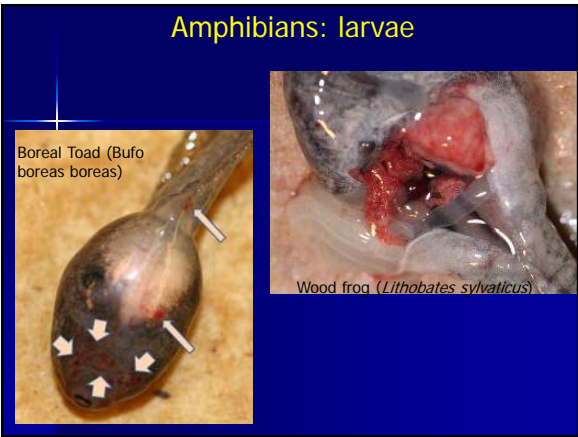 Amphibians: larvae
Boreal Toad (Bufo
boreas boreas)
Wood frog (Lithobates sylvaticus)